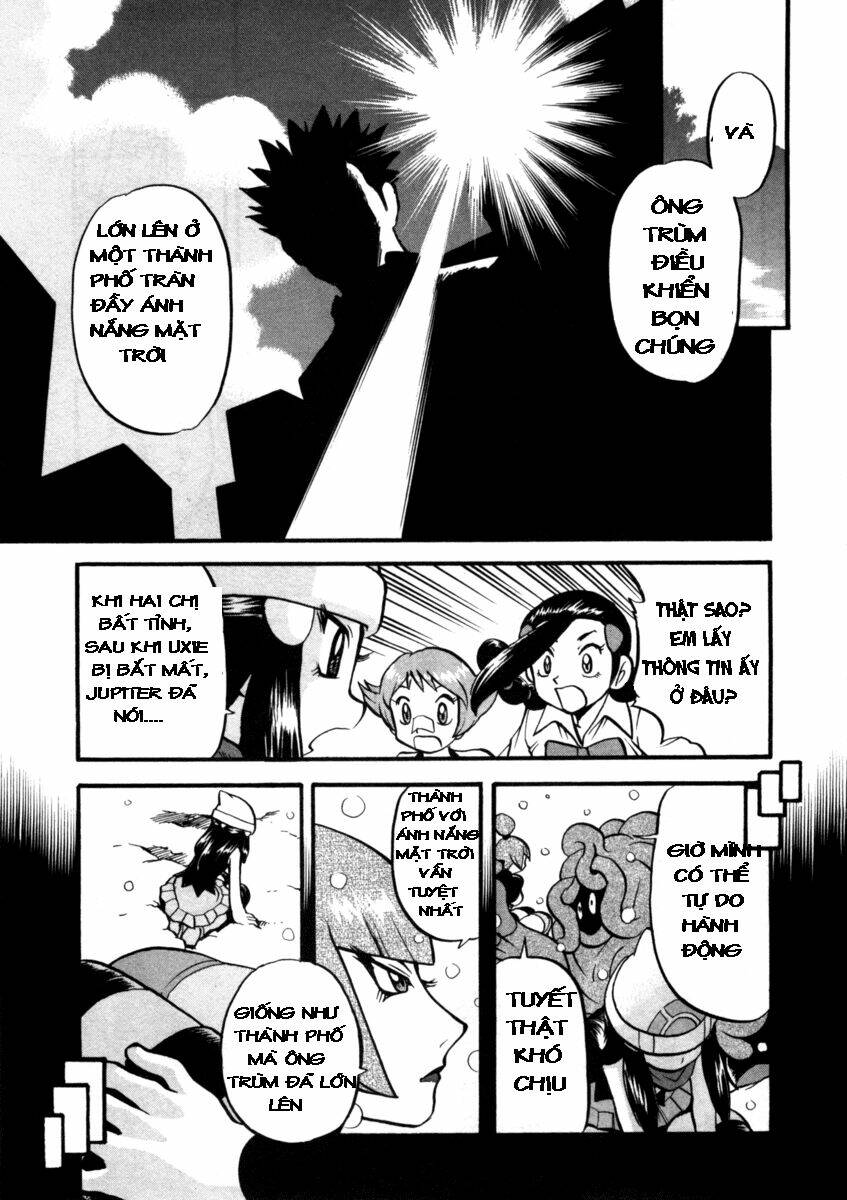 VÀ
ÔNG
TRÙM
ĐIỀU
KHIỂN
BỌN
CHÚNG
LỚN LÊN Ở
MỘT THÀNH
PHỐ TRÀN
ĐẦY ÁNH
NẮNG MẶT
TRỜI
THẬT SAO?
EM LẤY
THÔNG TIN ẤY
Ở ĐÂU?
KHI HAI CHỊ
BẤT TỈNH,
SAU KHI UXIE
BỊ BẮT MẤT,
JUPITER ĐÃ
NÓI....
GIỜ MÌNH
CÓ THỂ
TỰ DO
HÀNH
ĐỘNG
TUYẾT
THẬT
KHÓ
CHỊU
THÀNH
PHỐ VỚI
ÁNH NẮNG
MẶT TRỜI
VẪN
TUYỆT
NHẤT
GIỐNG NHƯ
THÀNH PHỐ
MÀ ÔNG
TRÙM ĐÃ LỚN
LÊN